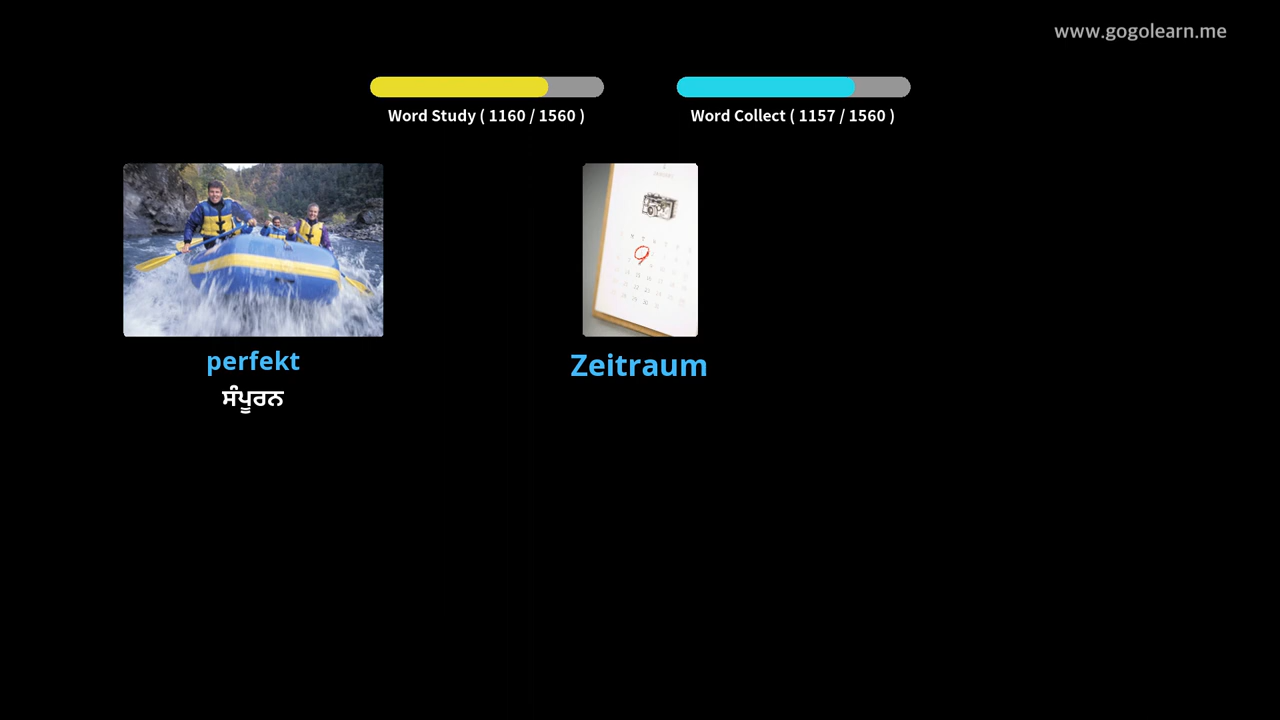 www.gogolearn.me
Word Study ( 1160 / 1560 )
Word Collect ( 1157 / 1560 )
perfekt
ਸੰਪੂਰਨ
Zeitraum